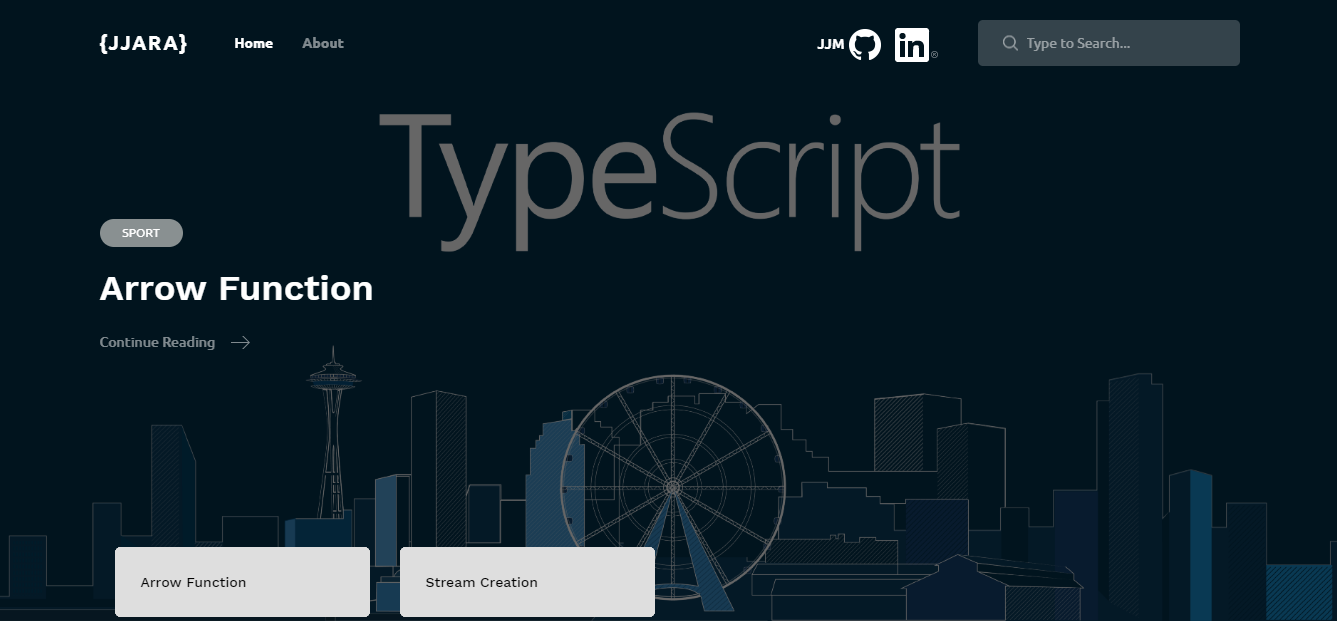 {JJARA}
Home
About
JJM
in®
Type to Search...
TypeScript
SPORT
Arrow Function
Continue Reading
Arrow Function
Stream Creation